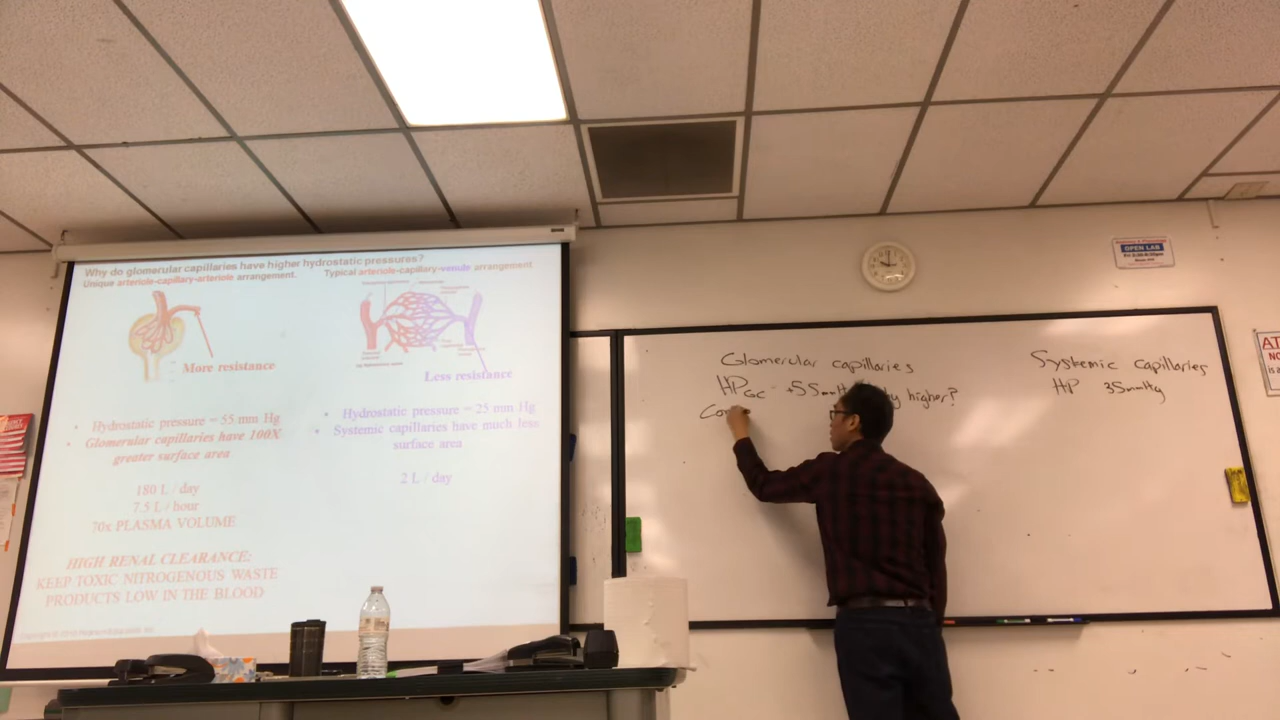 Why do glomerular capillaries have higher hydrostatic pressures?
Unique arteriole-capillary-arteriole arrangement.
Typical arteriole-capillary-venule arrangement
More resistance
Less resistance
• Hydrostatic pressure = 55 mm Hg
• Glomerular capillaries have 100X
greater surface area
180 L / day
7.5 L / hour
70x PLASMA VOLUME
HIGH RENAL CLEARANCE:
KEEP TOXIC NITROGENOUS WASTE
PRODUCTS LOW IN THE BLOOD
• Hydrostatic pressure = 25 mm Hg
• Systemic capillaries have much less
surface area
2 L / day
Glomerular capillaries
HPGC +55mmH y higher?
Co
Systemic capillaries
HP 35mmHg
OPEN LAB